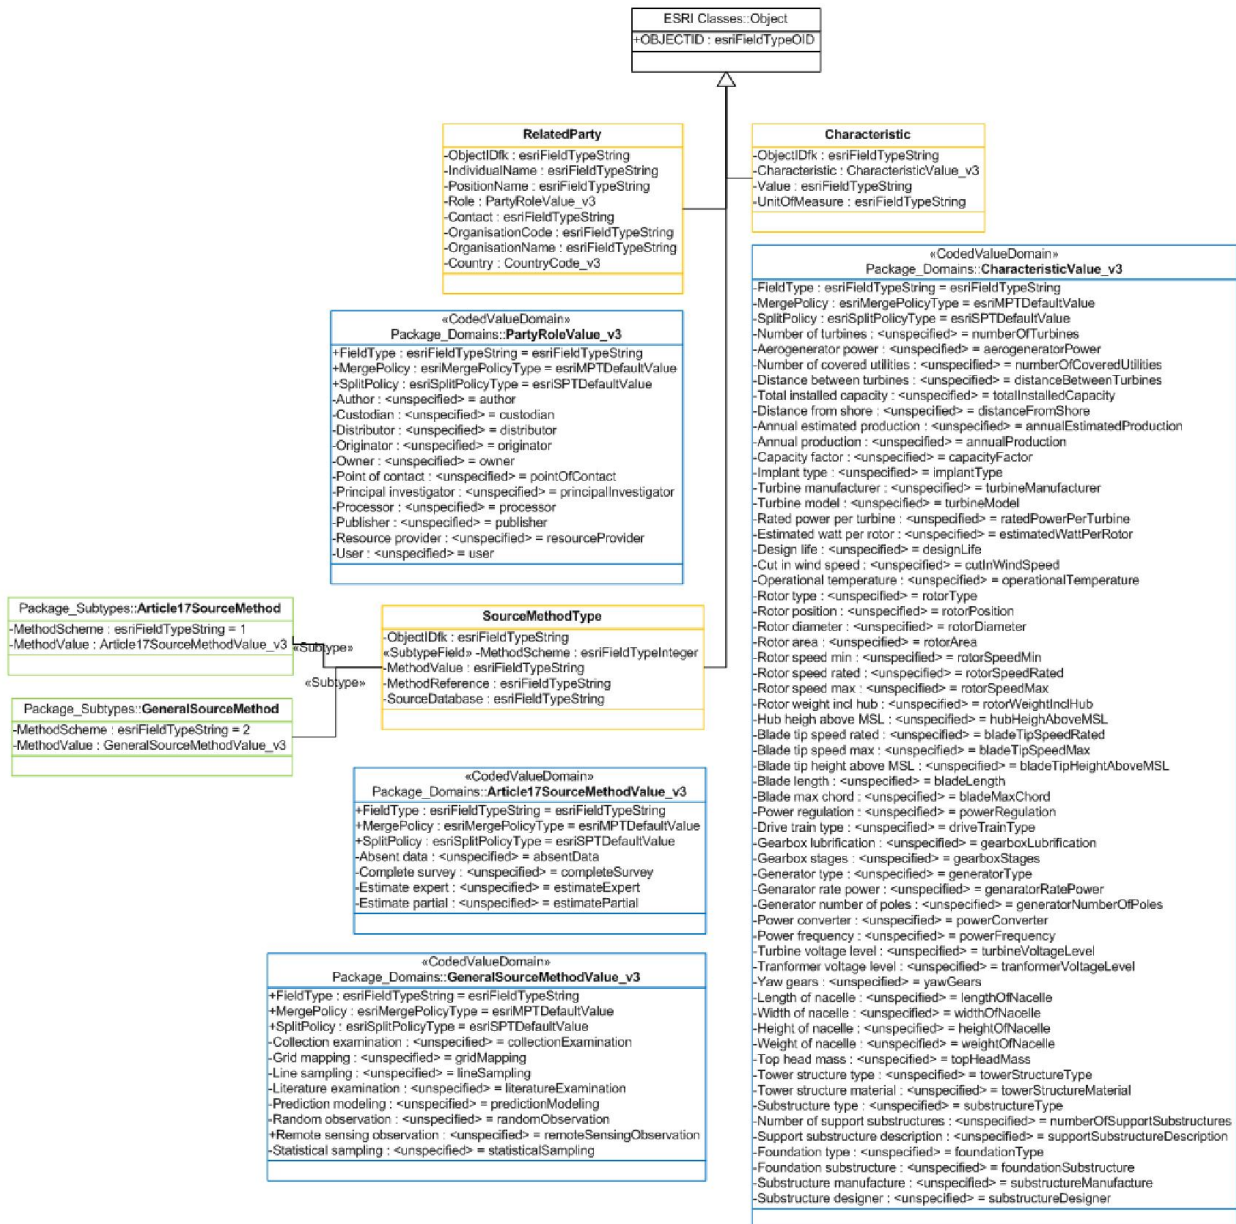 ESRI Classes::Object
+OBJECTID : esriFieldTypeOID
RelatedParty
-ObjectIDfk : esriFieldTypeString
-IndividualName : esriFieldTypeString
-PositionName : esriFieldTypeString
-Role : PartyRoleValue_v3
-Contact : esriFieldTypeString
-OrganisationCode : esriFieldTypeString
-OrganisationName : esriFieldTypeString
-Country : CountryCode_v3
Characteristic
-ObjectIDfk : esriFieldTypeString
-Characteristic : CharacteristicValue_v3
-Value : esriFieldTypeString
-UnitOfMeasure : esriFieldTypeString
«CodedValueDomain»
Package_Domains::PartyRoleValue_v3
+FieldType : esriFieldTypeString = esriFieldTypeString
+MergePolicy : esriMergePolicyType = esriMPTDefaultValue
+SplitPolicy : esriSplitPolicyType = esriSPTDefaultValue
-Author : <unspecified> = author
-Custodian : <unspecified> = custodian
-Distributor : <unspecified> = distributor
-Originator : <unspecified> = originator
-Owner : <unspecified> = owner
-Point of contact : <unspecified> = pointOfContact
-Principal investigator : <unspecified> = principalInvestigator
-Processor : <unspecified> = processor
-Publisher : <unspecified> = publisher
-Resource provider : <unspecified> = resourceProvider
-User : <unspecified> = user
Package_Subtypes::Article17SourceMethod
-MethodScheme : esriFieldTypeString = 1
-MethodValue : Article17SourceMethodValue_v3
«Subtype»
«Subtype»
Package_Subtypes::GeneralSourceMethod
-MethodScheme : esriFieldTypeString = 2
-MethodValue : GeneralSourceMethodValue_v3
SourceMethodType
-ObjectIDfk : esriFieldTypeString
«SubtypeField» -MethodScheme : esriFieldTypeInteger
-MethodValue : esriFieldTypeString
-MethodReference : esriFieldTypeString
-SourceDatabase : esriFieldTypeString
«CodedValueDomain»
Package_Domains::Article17SourceMethodValue_v3
+FieldType : esriFieldTypeString = esriFieldTypeString
+MergePolicy : esriMergePolicyType = esriMPTDefaultValue
+SplitPolicy : esriSplitPolicyType = esriSPTDefaultValue
-Absent data : <unspecified> = absentData
-Complete survey : <unspecified> = completeSurvey
-Estimate expert : <unspecified> = estimateExpert
-Estimate partial : <unspecified> = estimatePartial
«CodedValueDomain»
Package_Domains::GeneralSourceMethodValue_v3
+FieldType : esriFieldTypeString = esriFieldTypeString
+MergePolicy : esriMergePolicyType = esriMPTDefaultValue
+SplitPolicy : esriSplitPolicyType = esriSPTDefaultValue
-Collection examination : <unspecified> = collectionExamination
-Grid mapping : <unspecified> = gridMapping
-Line sampling : <unspecified> = lineSampling
-Literature examination : <unspecified> = literatureExamination
-Prediction modeling : <unspecified> = predictionModeling
-Random observation : <unspecified> = randomObservation
+Remote sensing observation : <unspecified> = remoteSensingObservation
-Statistical sampling : <unspecified> = statisticalSampling
«CodedValueDomain»
Package_Domains::CharacteristicValue_v3
-FieldType : esriFieldTypeString = esriFieldTypeString
-MergePolicy : esriMergePolicyType = esriMPTDefaultValue
-SplitPolicy : esriSplitPolicyType = esriSPTDefaultValue
-Number of turbines : <unspecified> = numberOfTurbines
-Aerogenerator power : <unspecified> = aerogeneratorPower
-Number of covered utilities : <unspecified> = numberOfCoveredUtilities
-Distance between turbines : <unspecified> = distanceBetweenTurbines
-Total installed capacity : <unspecified> = totalInstalledCapacity
-Distance from shore : <unspecified> = distanceFromShore
-Annual estimated production : <unspecified> = annualEstimatedProduction
-Annual production : <unspecified> = annualProduction
-Capacity factor : <unspecified> = capacityFactor
-Implant type : <unspecified> = implantType
-Turbine manufacturer : <unspecified> = turbineManufacturer
-Turbine model : <unspecified> = turbineModel
-Rated power per turbine : <unspecified> = ratedPowerPerTurbine
-Estimated watt per rotor : <unspecified> = estimatedWattPerRotor
-Design life : <unspecified> = designLife
-Cut in wind speed : <unspecified> = cutInWindSpeed
-Operational temperature : <unspecified> = operationalTemperature
-Rotor type : <unspecified> = rotorType
-Rotor position : <unspecified> = rotorPosition
-Rotor diameter : <unspecified> = rotorDiameter
-Rotor area : <unspecified> = rotorArea
-Rotor speed min : <unspecified> = rotorSpeedMin
-Rotor speed rated : <unspecified> = rotorSpeedRated
-Rotor speed max : <unspecified> = rotorSpeedMax
-Rotor weight incl hub : <unspecified> = rotorWeightInclHub
-Hub heigh above MSL : <unspecified> = hubHeighAboveMSL
-Blade tip speed rated : <unspecified> = bladeTipSpeedRated
-Blade tip speed max : <unspecified> = bladeTipSpeedMax
-Blade tip height above MSL : <unspecified> = bladeTipHeightAboveMSL
-Blade length : <unspecified> = bladeLength
-Blade max chord : <unspecified> = bladeMaxChord
-Power regulation : <unspecified> = powerRegulation
-Drive train type : <unspecified> = driveTrainType
-Gearbox lubrification : <unspecified> = gearboxLubrification
-Gearbox stages : <unspecified> = gearboxStages
-Generator type : <unspecified> = generatorType
-Genarator rate power : <unspecified> = genaratorRatePower
-Generator number of poles : <unspecified> = generatorNumberOfPoles
-Power converter : <unspecified> = powerConverter
-Power frequency : <unspecified> = powerFrequency
-Turbine voltage level : <unspecified> = turbineVoltageLevel
-Tranformer voltage level : <unspecified> = tranformerVoltageLevel
-Yaw gears : <unspecified> = yawGears
-Length of nacelle : <unspecified> = lengthOfNacelle
-Width of nacelle : <unspecified> = widthOfNacelle
-Height of nacelle : <unspecified> = heightOfNacelle
-Weight of nacelle : <unspecified> = weightOfNacelle
-Top head mass : <unspecified> = topHeadMass
-Tower structure type : <unspecified> = towerStructureType
-Tower structure material : <unspecified> = towerStructureMaterial
-Substructure type : <unspecified> = substructureType
-Number of support substructures : <unspecified> = numberOfSupportSubstructures
-Support substructure description : <unspecified> = supportSubstructureDescription
-Foundation type : <unspecified> = foundationType
-Foundation substructure : <unspecified> = foundationSubstructure
-Substructure manufacture : <unspecified> = substructureManufacture
-Substructure designer : <unspecified> = substructureDesigner